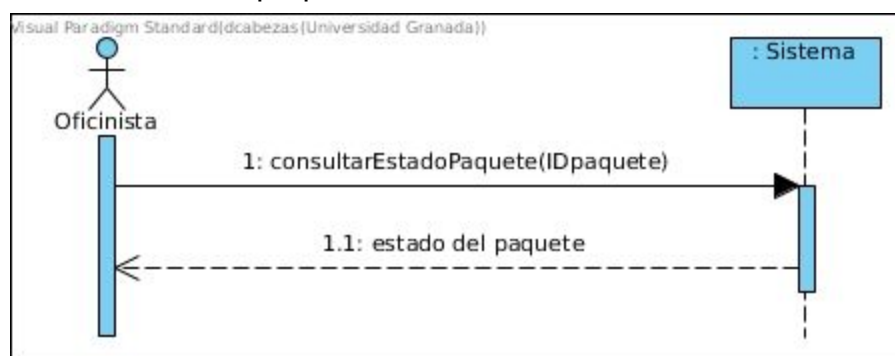 Visual Paradigm Standard(dcabezas(Universidad Granada))
: Sistema
Oficinista
1: consultarEstadoPaquete(IDpaquete)
1.1: estado del paquete